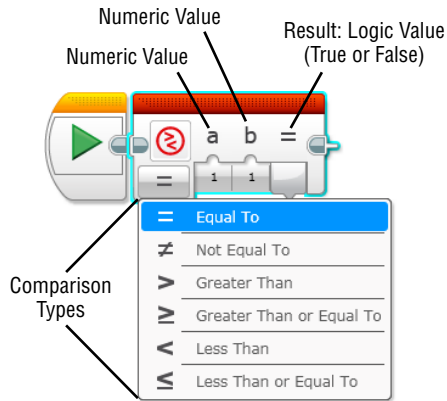 Numeric Value
Numeric Value
Result: Logic Value
(True or False)
a b =
= 1 1
= Equal To
≠ Not Equal To
> Greater Than
≥ Greater Than or Equal To
< Less Than
≤ Less Than or Equal To
Comparison
Types